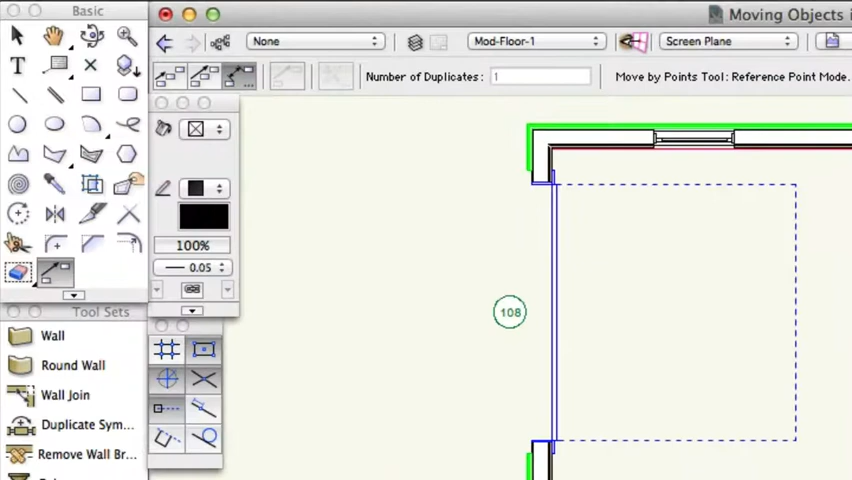 Basic
Moving Objects i
None
Mod-Floor-1
Screen Plane
Number of Duplicates:
1
Move by Points Tool: Reference Point Mode.
T
100%
0.05
108
Tool Sets
Wall
Round Wall
Wall Join
Duplicate Sym...
Remove Wall Br...